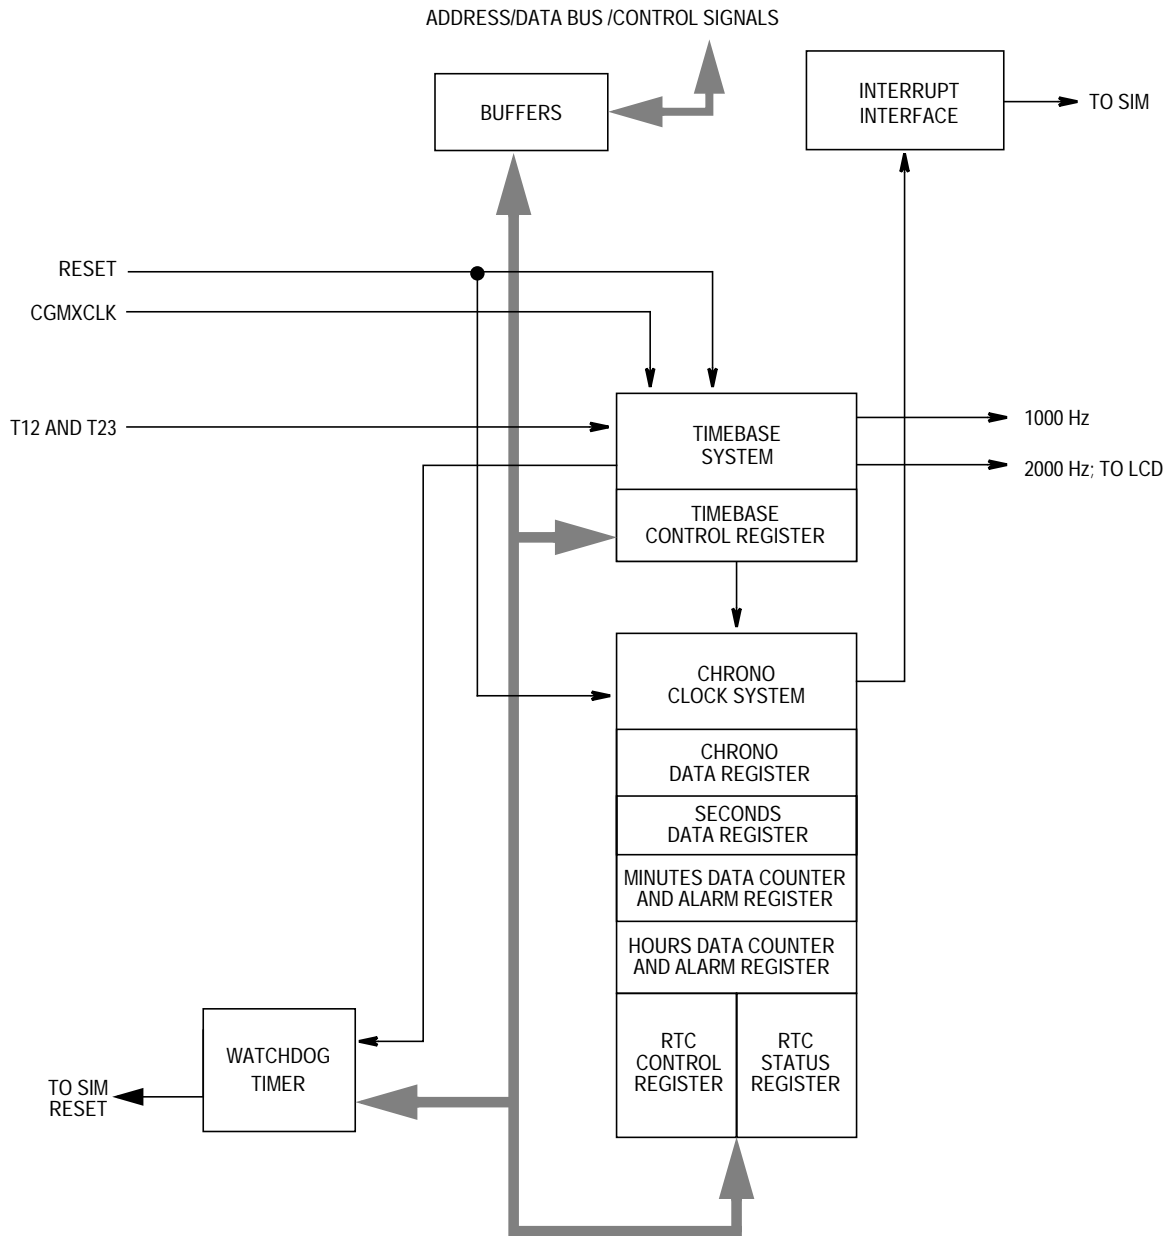 ADDRESS/DATA BUS /CONTROL SIGNALS
BUFFERS
INTERRUPT
INTERFACE
TO SIM
RESET
CGMXCLK
T12 AND T23
TIMEBASE
SYSTEM
1000 Hz
2000 Hz; TO LCD
TIMEBASE
CONTROL REGISTER
CHRONO
CLOCK SYSTEM
CHRONO
DATA REGISTER
SECONDS
DATA REGISTER
MINUTES DATA COUNTER
AND ALARM REGISTER
HOURS DATA COUNTER
AND ALARM REGISTER
RTC
CONTROL
REGISTER
RTC
STATUS
REGISTER
WATCHDOG
TIMER
TO SIM
RESET